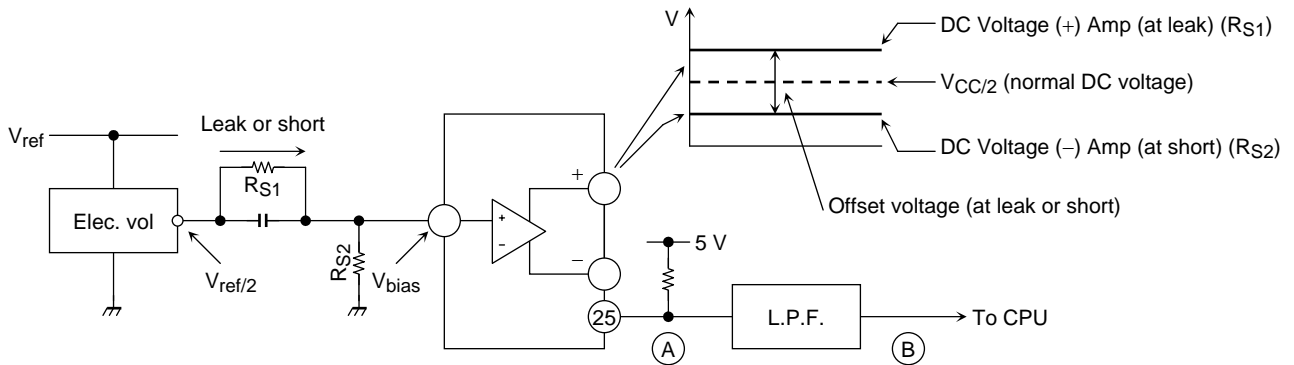 V
DC Voltage (+) Amp (at leak) (RS1)
VCC/2 (normal DC voltage)
DC Voltage (−) Amp (at short) (RS2)
Offset voltage (at leak or short)
Leak or short
Vref
RS1
Elec. vol
Vref/2
RS2
Vbias
+
−
+
−
5 V
25
A
L.P.F.
B
To CPU